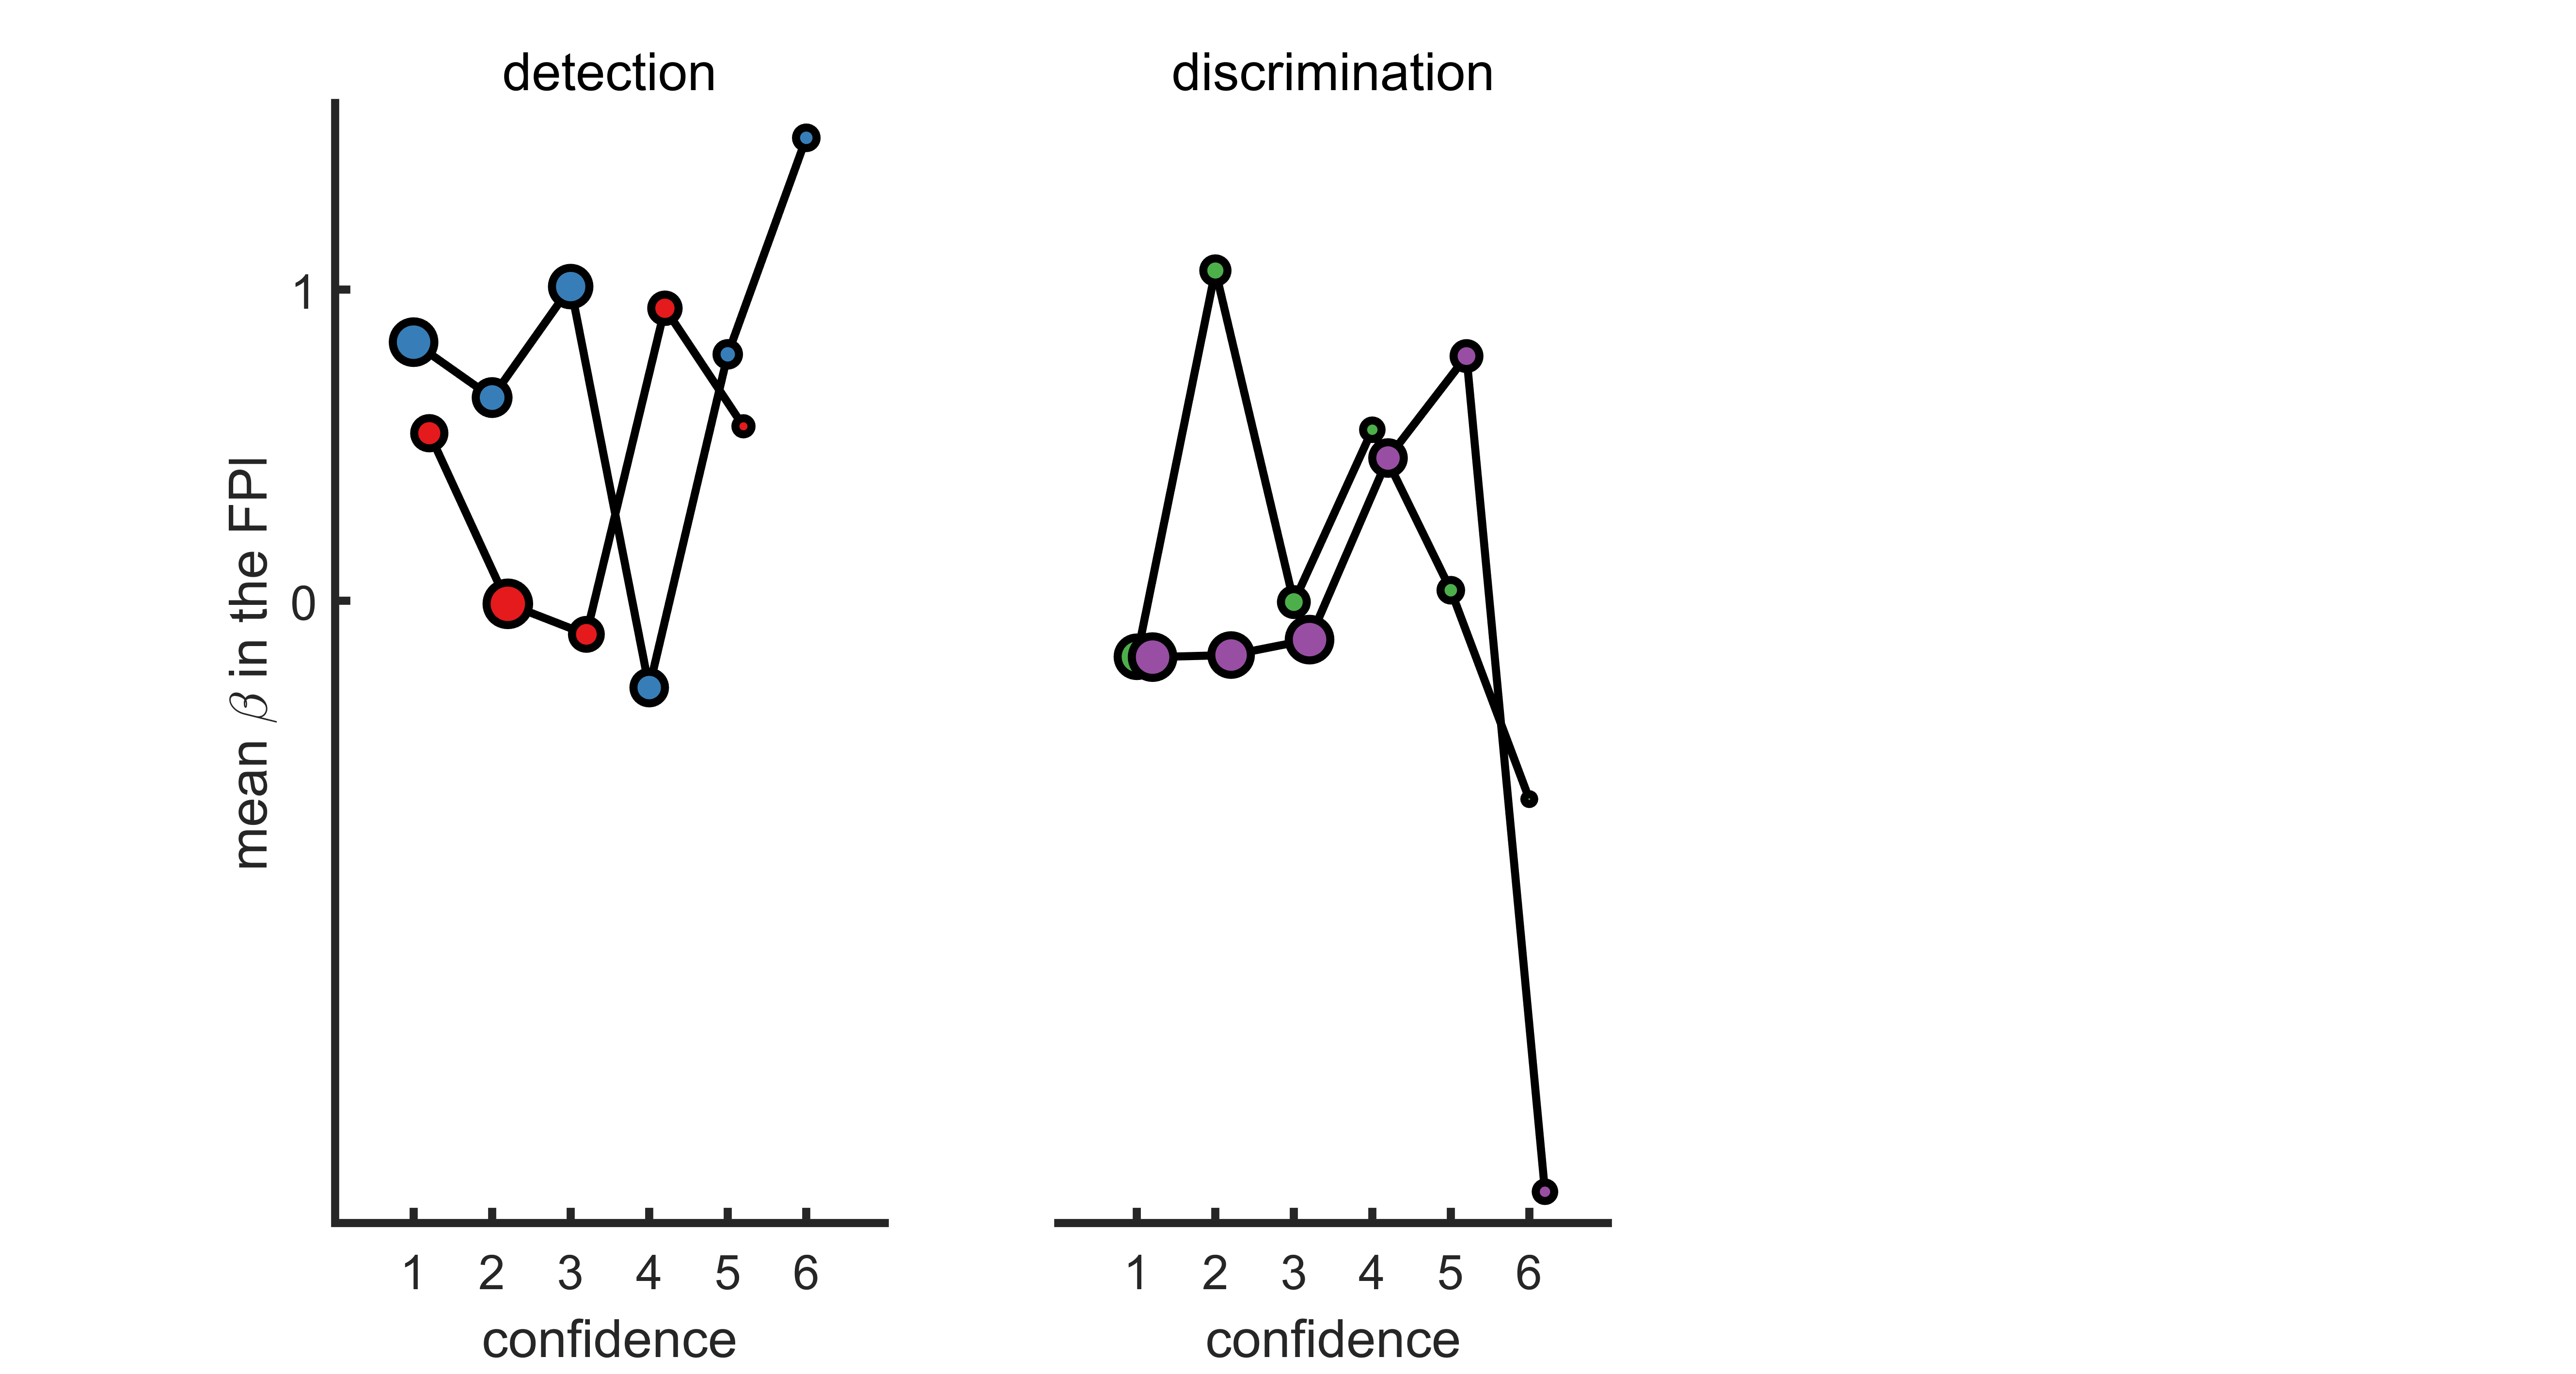 detection
discrimination
mean β in the FPI
1
0
1 2 3 4 5 6
confidence
1 2 3 4 5 6
confidence